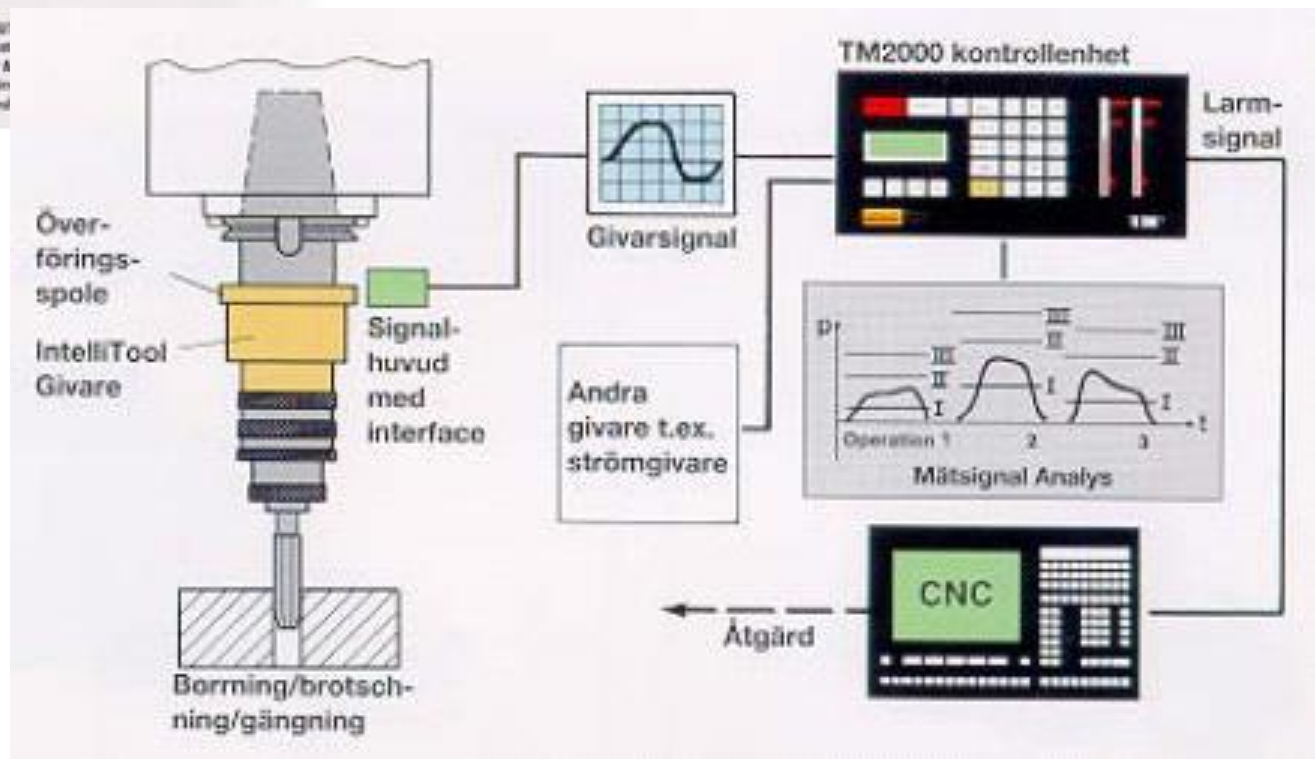 TM2000 kontrollenhet
Larm-
signal
Över-
förings-
spole
IntelliTool
Givare
Signal-
huvud
med
interface
Givarsignal
Andra
givare t.ex.
strömgivare
p
III
II
I
III
II
I
III
II
I
t
Operation 1 2 3
Mätsignal Analys
CNC
Åtgärd
Borrning/brotsch-
ning/gängning